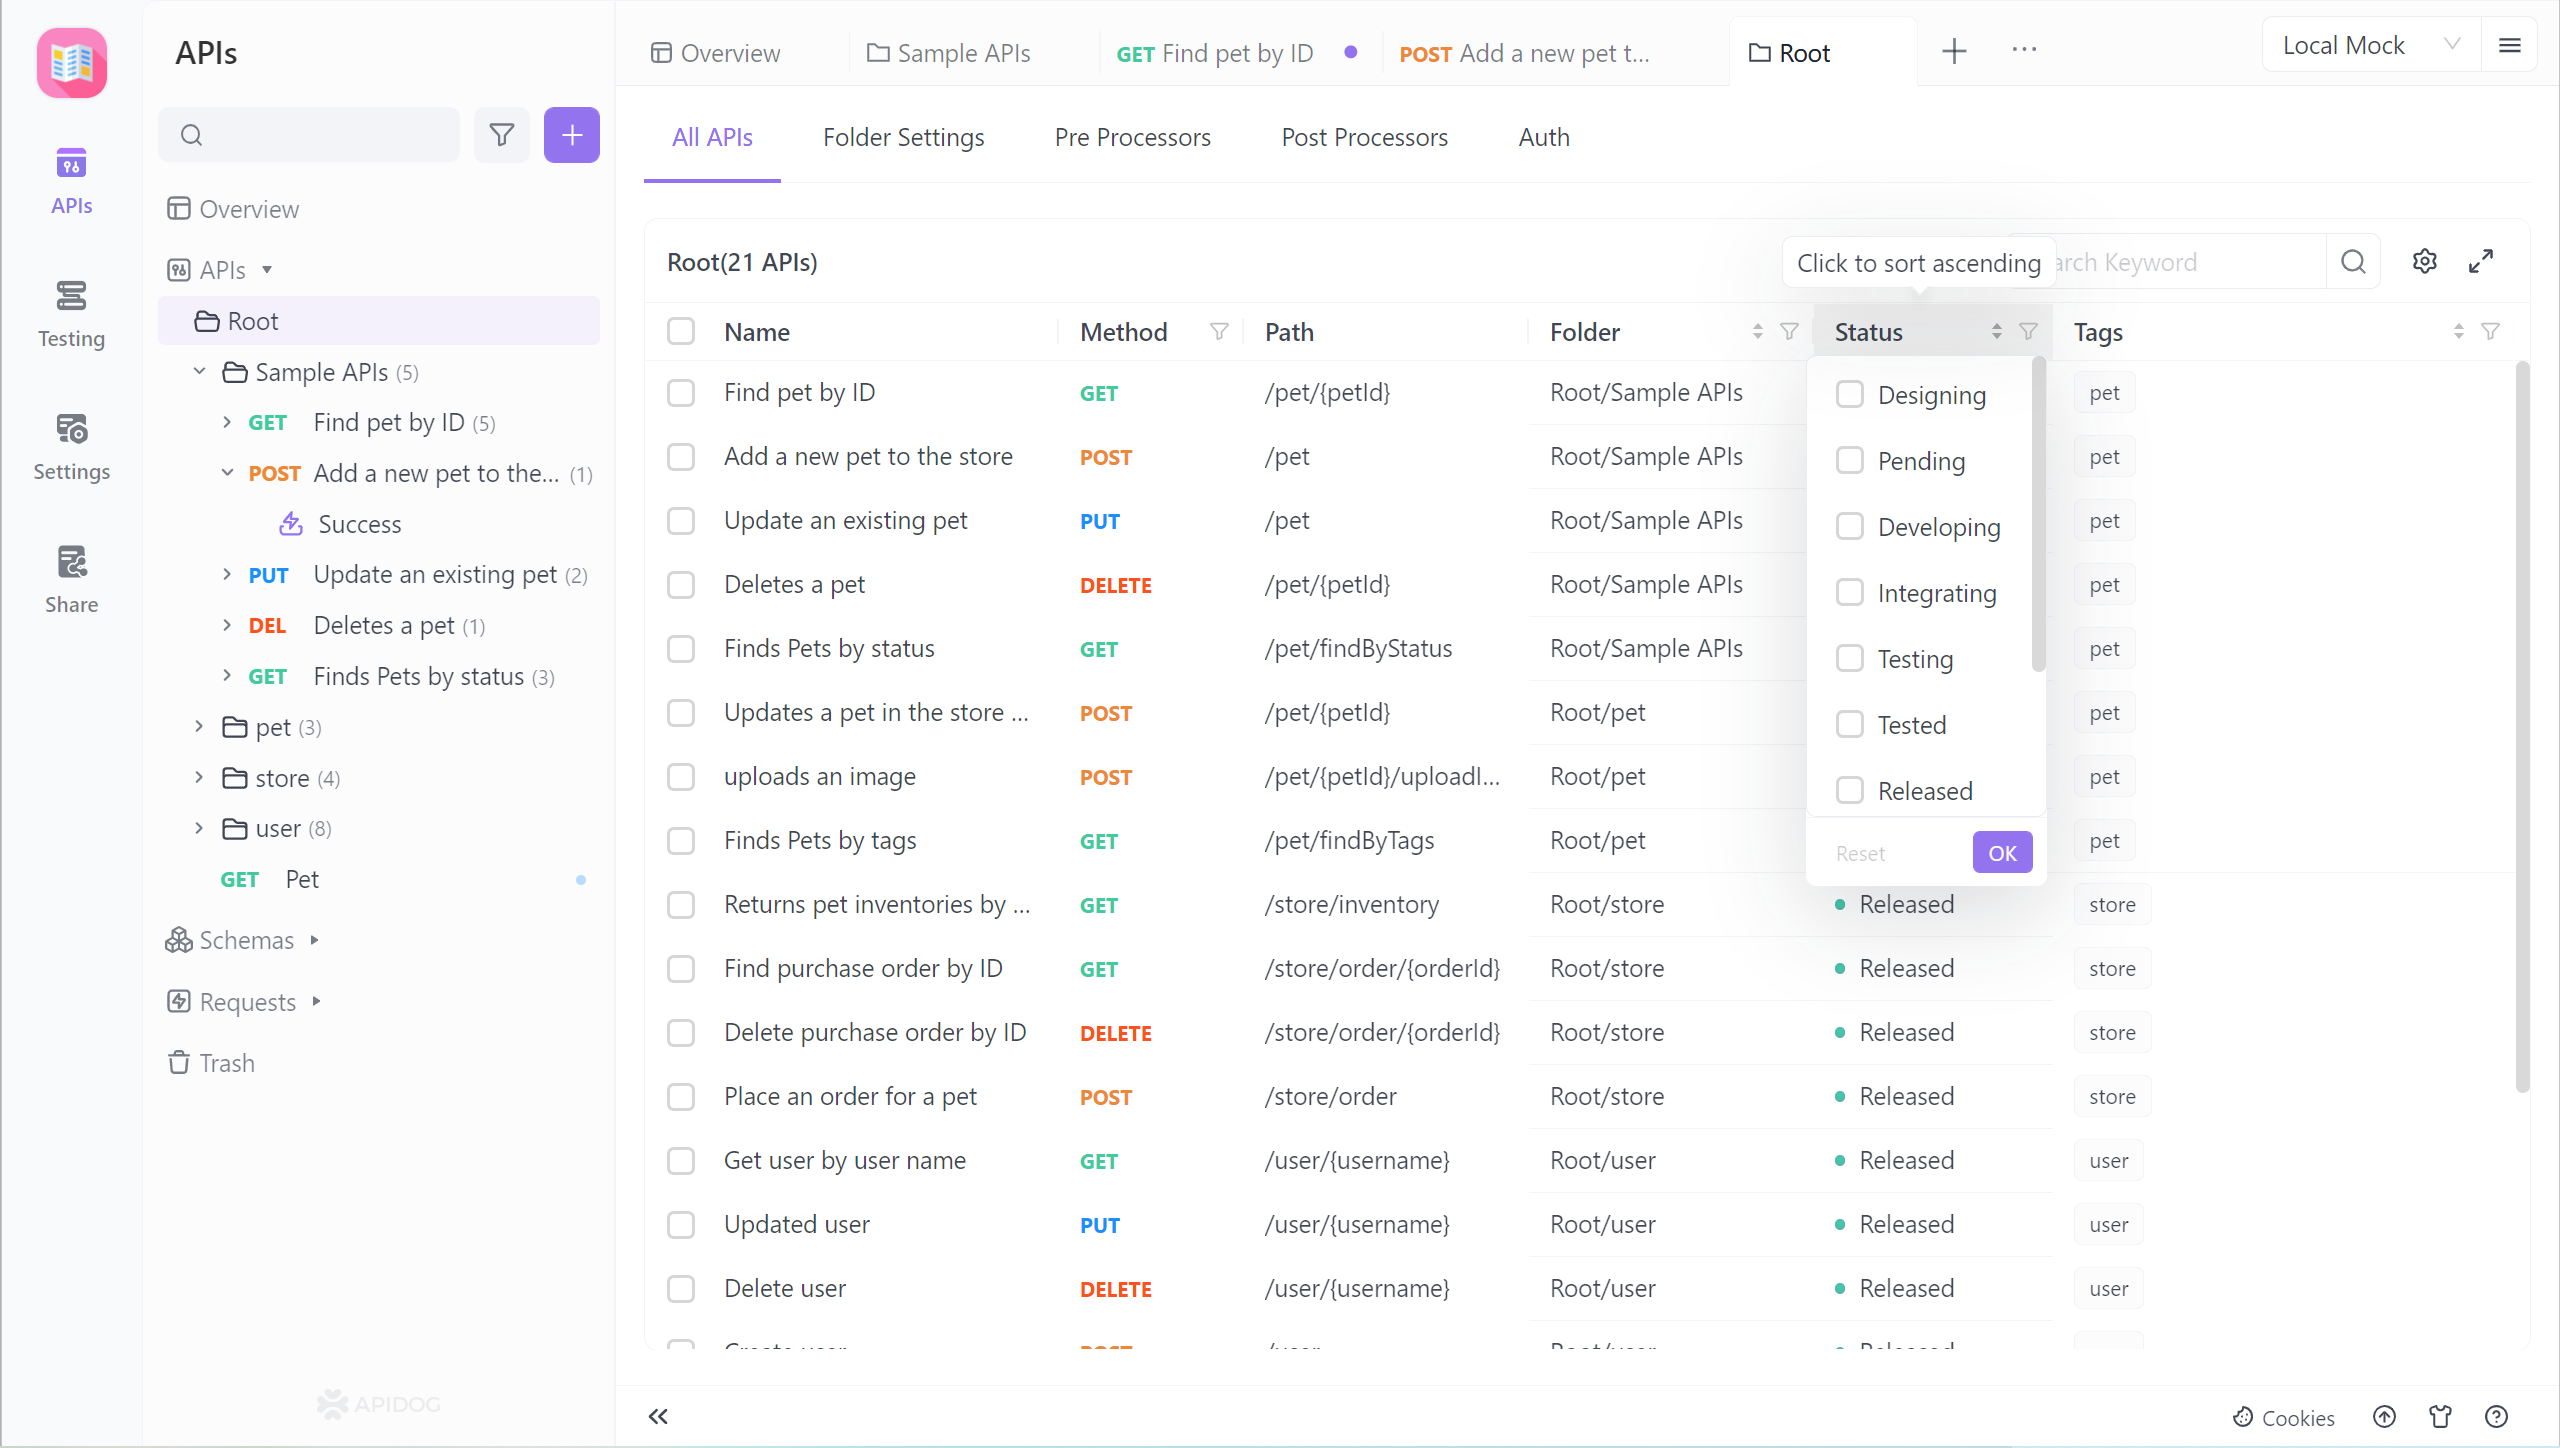 APIs
Testing
Settings
Share
APIs
Overview
APIs
Root
Sample APIs (5)
GET Find pet by ID (5)
POST Add a new pet to the... (1)
Success
PUT Update an existing pet (2)
DEL Deletes a pet (1)
GET Finds Pets by status (3)
pet (3)
store (4)
user (8)
GET Pet
Schemas
Requests
Trash
APIDOG
Overview
Sample APIs
GET Find pet by ID
POST Add a new pet t...
Root
Local Mock
All APIs
Folder Settings
Pre Processors
Post Processors
Auth
Root(21 APIs)
Click to sort ascending
Keyword
Name Method Path Folder Status Tags
Find pet by ID GET /pet/{petId} Root/Sample APIs pet
Add a new pet to the store POST /pet Root/Sample APIs pet
Update an existing pet PUT /pet Root/Sample APIs pet
Deletes a pet DELETE /pet/{petId} Root/Sample APIs pet
Finds Pets by status GET /pet/findByStatus Root/Sample APIs pet
Updates a pet in the store ... POST /pet/{petId} Root/pet pet
uploads an image POST /pet/{petId}/uploadI... Root/pet pet
Finds Pets by tags GET /pet/findByTags Root/pet pet
Returns pet inventories by ... GET /store/inventory Root/store Released store
Find purchase order by ID GET /store/order/{orderId} Root/store Released store
Delete purchase order by ID DELETE /store/order/{orderId} Root/store Released store
Place an order for a pet POST /store/order Root/store Released store
Get user by user name GET /user/{username} Root/user Released user
Updated user PUT /user/{username} Root/user Released user
Delete user DELETE /user/{username} Root/user Released user
Designing
Pending
Developing
Integrating
Testing
Tested
Released
Reset OK
Cookies